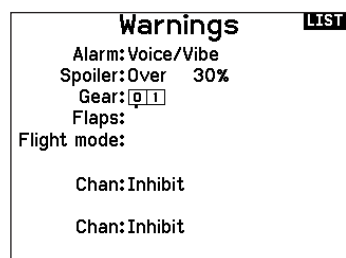 Warnings LIST
Alarm: Voice/Vibe
Spoiler: Over 30%
Gear: 0 1
Flaps:
Flight mode:
Chan: Inhibit
Chan: Inhibit